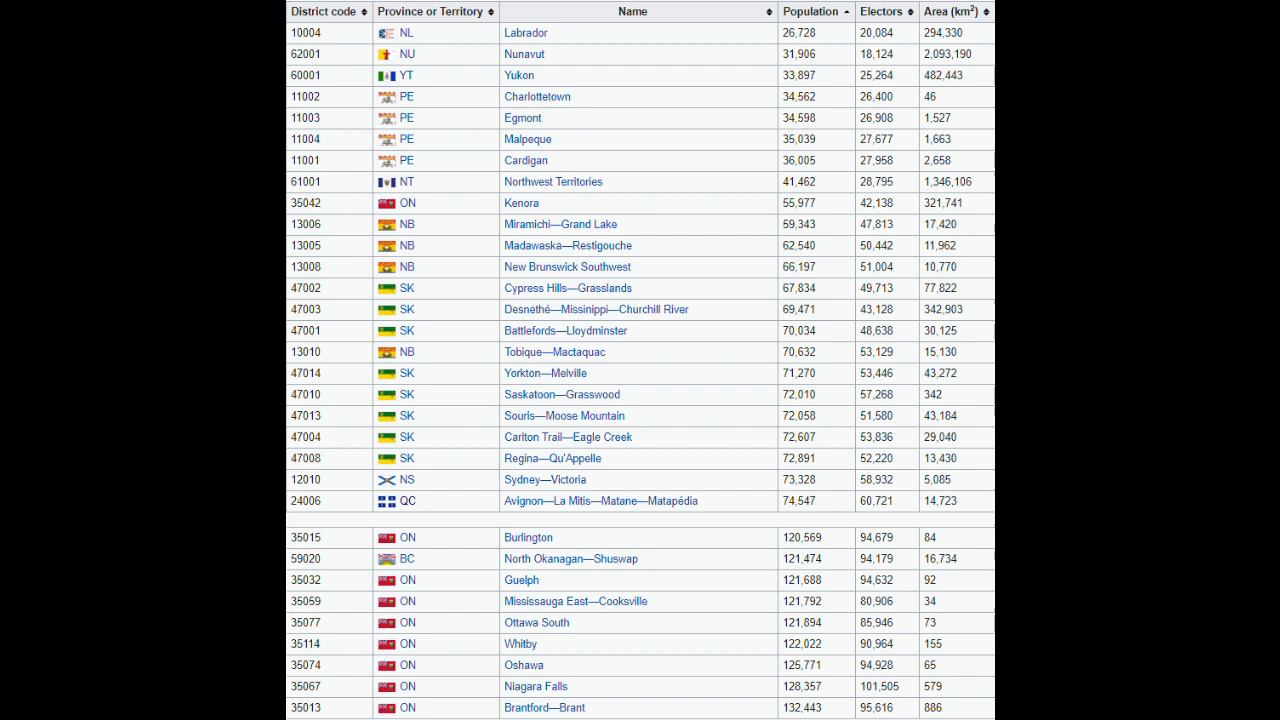 District code Province or Territory Name Population Electors Area (km²)
10004 NL Labrador 26,728 20,084 294,330
62001 NU Nunavut 31,906 18,124 2,093,190
60001 YT Yukon 33,897 25,264 482,443
11002 PE Charlottetown 34,562 26,400 46
11003 PE Egmont 34,598 26,908 1,527
11004 PE Malpeque 35,039 27,677 1,663
11001 PE Cardigan 36,005 27,958 2,658
61001 NT Northwest Territories 41,462 28,795 1,346,106
35042 ON Kenora 55,977 42,138 321,741
13006 NB Miramichi—Grand Lake 59,343 47,813 17,420
13005 NB Madawaska—Restigouche 62,540 50,442 11,962
13008 NB New Brunswick Southwest 66,197 51,004 10,770
47002 SK Cypress Hills—Grasslands 67,834 49,713 77,822
47003 SK Desnethé—Missinippi—Churchill River 69,471 43,128 342,903
47001 SK Battlefords—Lloydminster 70,034 48,638 30,125
13010 NB Tobique—Mactaquac 70,632 53,129 15,130
47014 SK Yorkton—Melville 71,270 53,446 43,272
47010 SK Saskatoon—Grasswood 72,010 57,268 342
47013 SK Souris—Moose Mountain 72,058 51,580 43,184
47004 SK Carlton Trail—Eagle Creek 72,607 53,836 29,040
47008 SK Regina—Qu'Appelle 72,891 52,220 13,430
12010 NS Sydney—Victoria 73,328 58,932 5,085
24006 QC Avignon—La Mitis—Matane—Matapédia 74,547 60,721 14,723
35015 ON Burlington 120,569 94,679 84
59020 BC North Okanagan—Shuswap 121,474 94,179 16,734
35032 ON Guelph 121,688 94,632 92
35059 ON Mississauga East—Cooksville 121,792 80,906 34
35077 ON Ottawa South 121,894 85,946 73
35114 ON Whitby 122,022 90,964 155
35074 ON Oshawa 125,771 94,928 65
35067 ON Niagara Falls 128,357 101,505 579
35013 ON Brantford—Brant 132,443 95,616 886